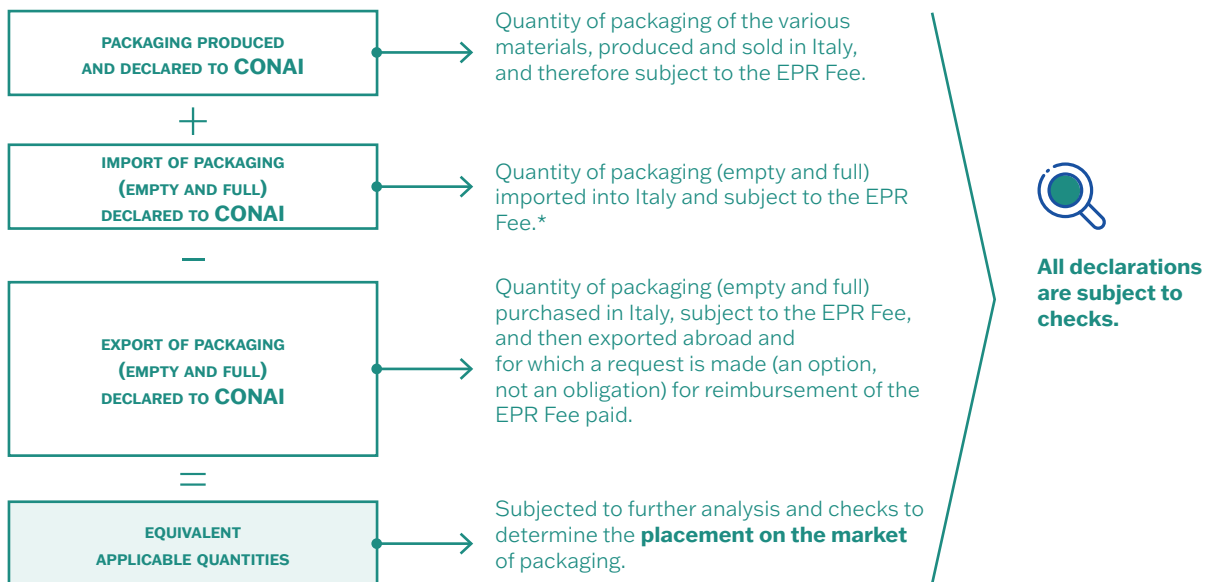 PACKAGING PRODUCED
AND DECLARED TO CONAI
Quantity of packaging of the various
materials, produced and sold in Italy,
and therefore subject to the EPR Fee.
+
IMPORT OF PACKAGING
(EMPTY AND FULL)
DECLARED TO CONAI
Quantity of packaging (empty and full)
imported into Italy and subject to the EPR
Fee.*
–
EXPORT OF PACKAGING
(EMPTY AND FULL)
DECLARED TO CONAI
Quantity of packaging (empty and full)
purchased in Italy, subject to the EPR Fee,
and then exported abroad and
for which a request is made (an option,
not an obligation) for reimbursement of the
EPR Fee paid.
=
EQUIVALENT
APPLICABLE QUANTITIES
Subjected to further analysis and checks to
determine the placement on the market
of packaging.
All declarations
are subject to
checks.